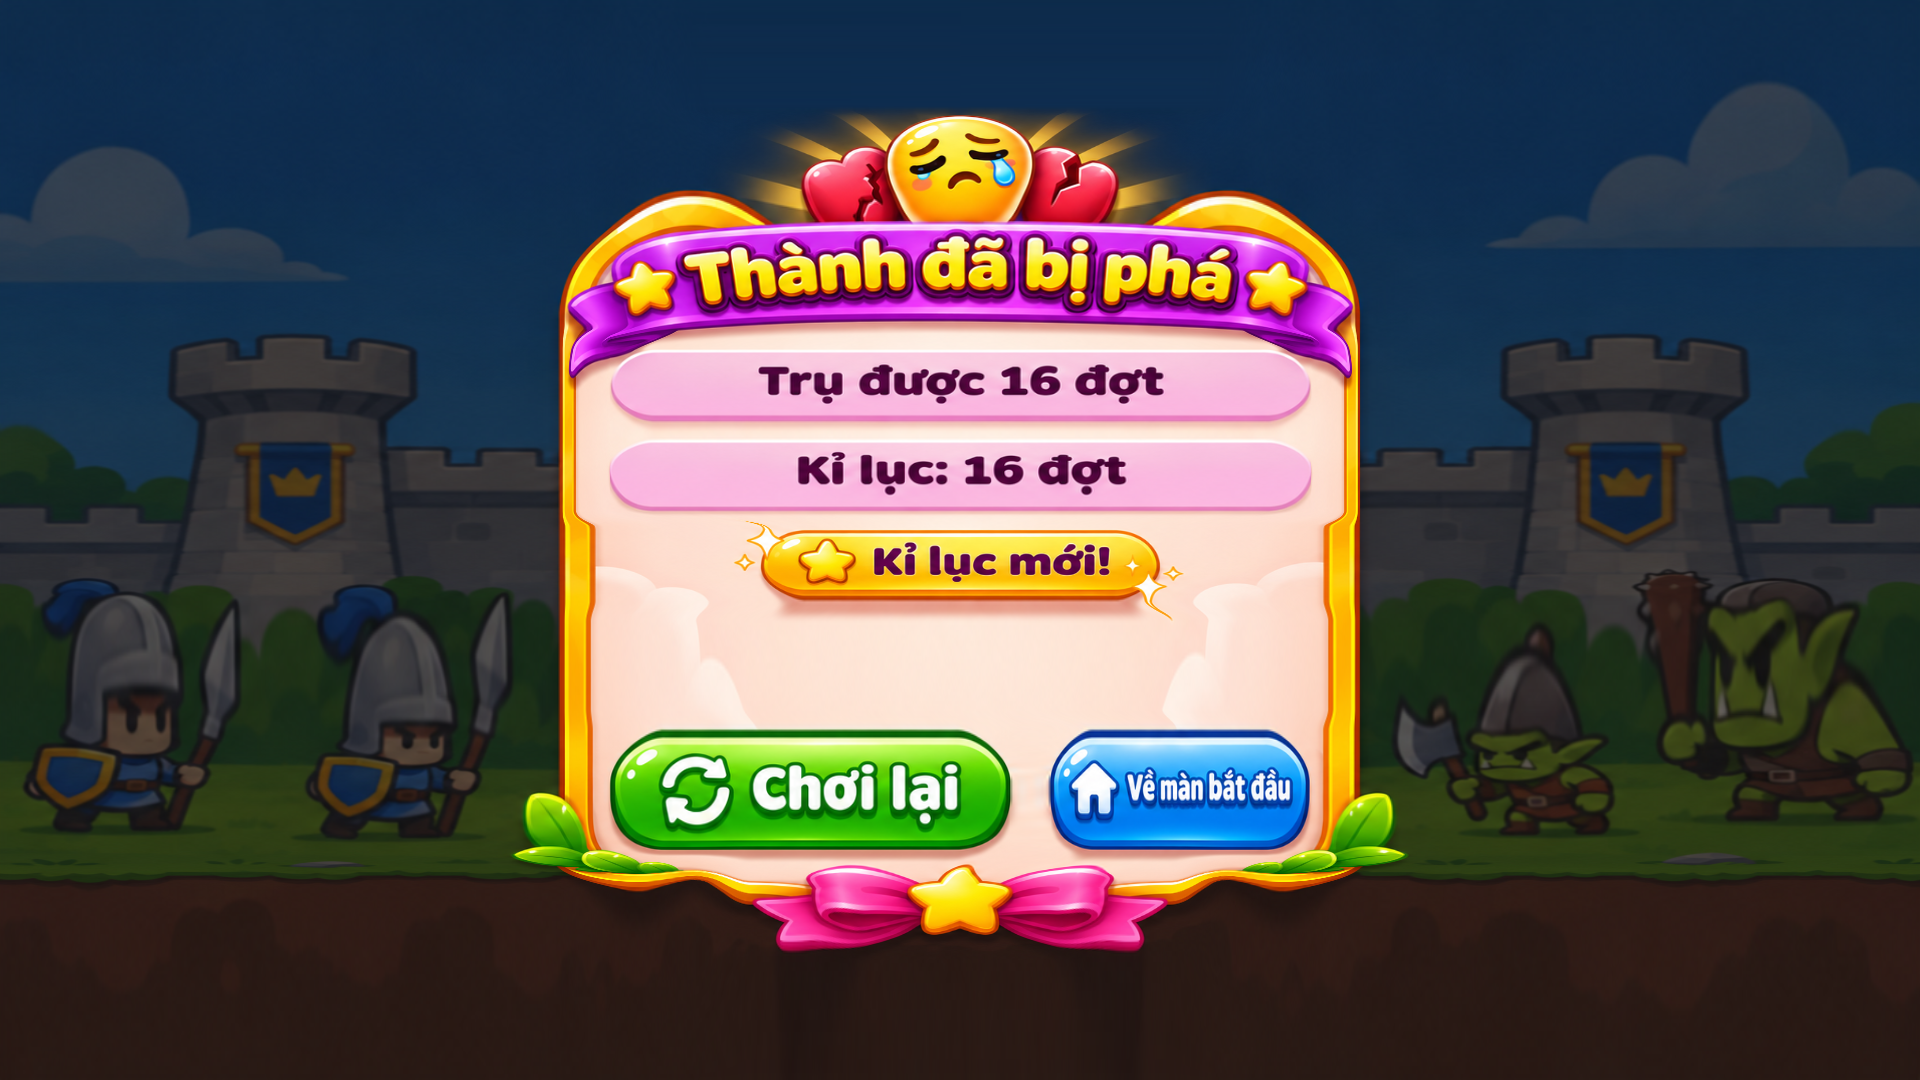 Thành đã bị phá
Trụ được 16 đợt
Kỉ lục: 16 đợt
Kỉ lục mới!
Chơi lại
Về màn bắt đầu